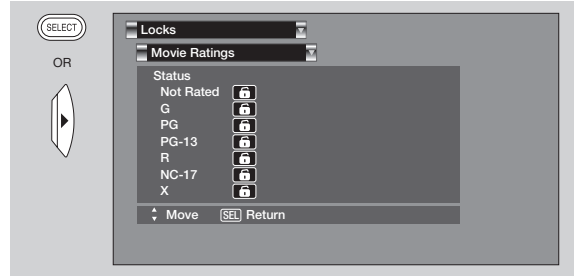 SELECT
OR
Locks
Movie Ratings
Status
Not Rated
G
PG
PG-13
R
NC-17
X
Move SEL Return